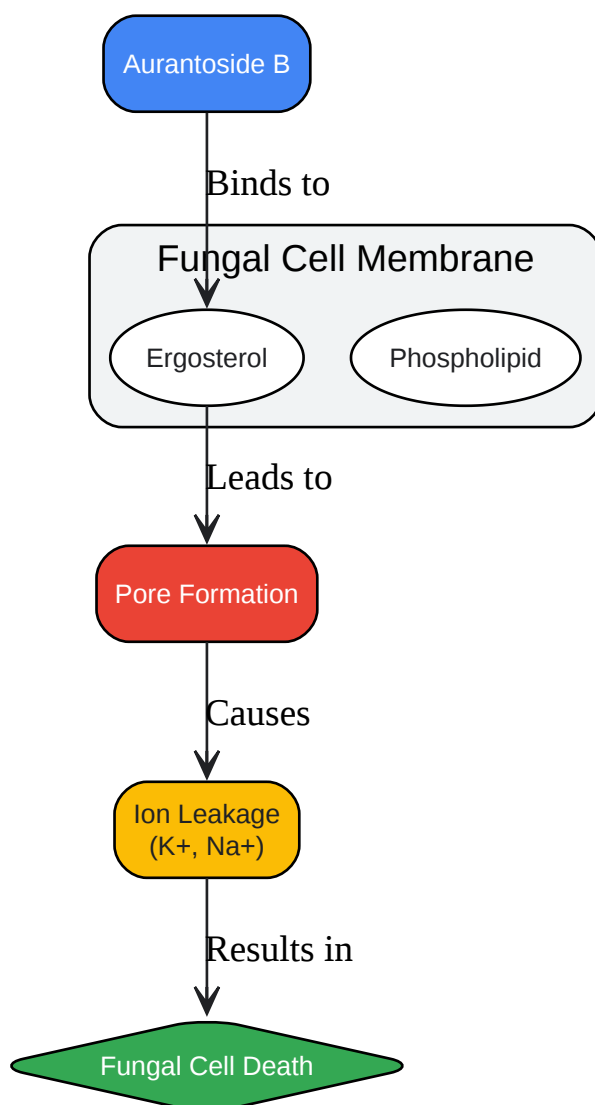 Aurantoside B
Binds to
Fungal Cell Membrane
Ergosterol
Phospholipid
Leads to
Pore Formation
Causes
Ion Leakage
(K+, Na+)
Results in
Fungal Cell Death